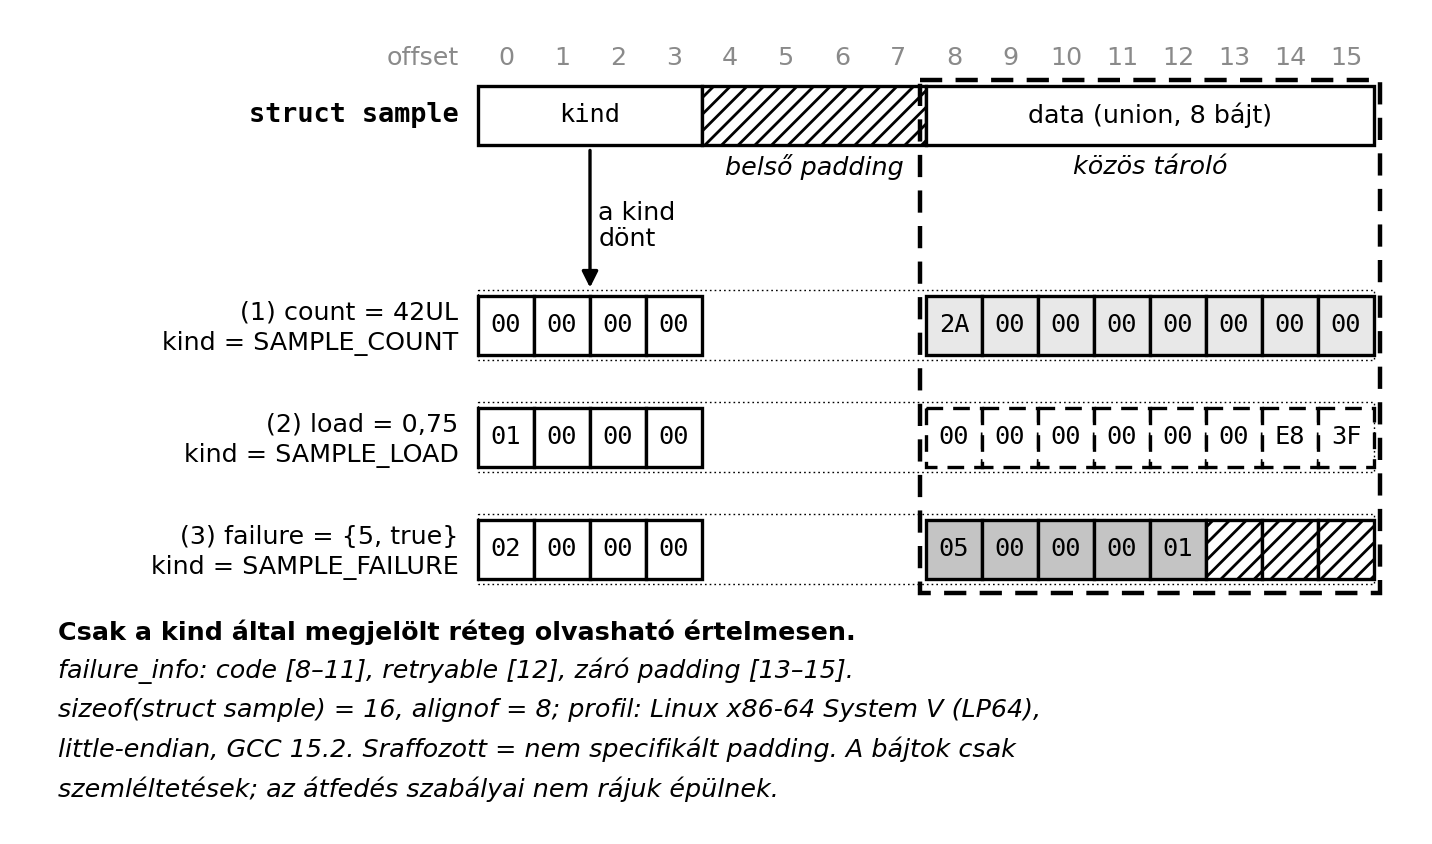 offset 0 1 2 3 4 5 6 7 8 9 10 11 12 13 14 15
struct sample kind data (union, 8 bájt)
belső padding közös tároló
a kind
dönt
(1) count = 42UL
kind = SAMPLE_COUNT
00 00 00 00 2A 00 00 00 00 00 00 00
(2) load = 0,75
kind = SAMPLE_LOAD
01 00 00 00 00 00 00 00 00 00 E8 3F
(3) failure = {5, true}
kind = SAMPLE_FAILURE
02 00 00 00 05 00 00 00 01
Csak a kind által megjelölt réteg olvasható értelmesen.
failure_info: code [8–11], retryable [12], záró padding [13–15].
sizeof(struct sample) = 16, alignof = 8; profil: Linux x86-64 System V (LP64),
little-endian, GCC 15.2. Sraffozott = nem specifikált padding. A bájtok csak
szemléltetések; az átfedés szabályai nem rájuk épülnek.